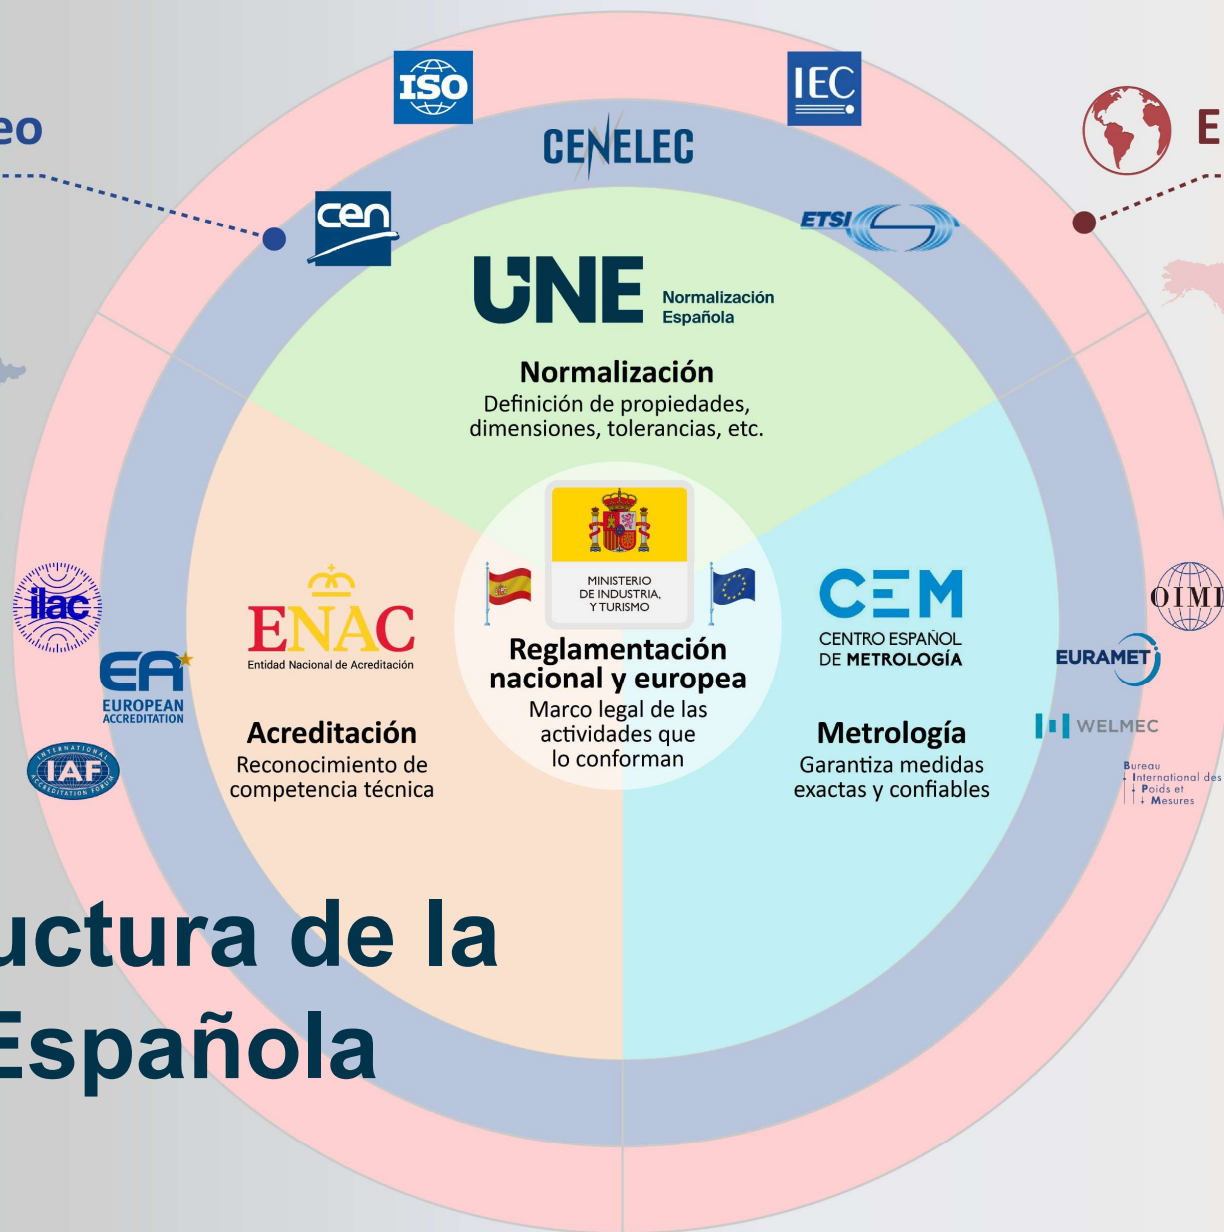 ISO
IEC
CENELEC
eo
E
cen
ETSI
UNE
Normalización
Española
Normalización
Definición de propiedades,
dimensiones, tolerancias, etc.
MINISTERIO
DE INDUSTRIA,
Y TURISMO
Reglamentación
nacional y europea
Marco legal de las
actividades que
lo conforman
ilac
EA
EUROPEAN
ACCREDITATION
INTERNATIONAL
IAF
ACCREDITATION FORUM
ENAC
Entidad Nacional de Acreditación
Acreditación
Reconocimiento de
competencia técnica
CEM
CENTRO ESPAÑOL
DE METROLOGÍA
Metrología
Garantiza medidas
exactas y confiables
OIML
EURAMET
WELMEC
Bureau
International des
Poids et
Mesures
uctura de la
Española